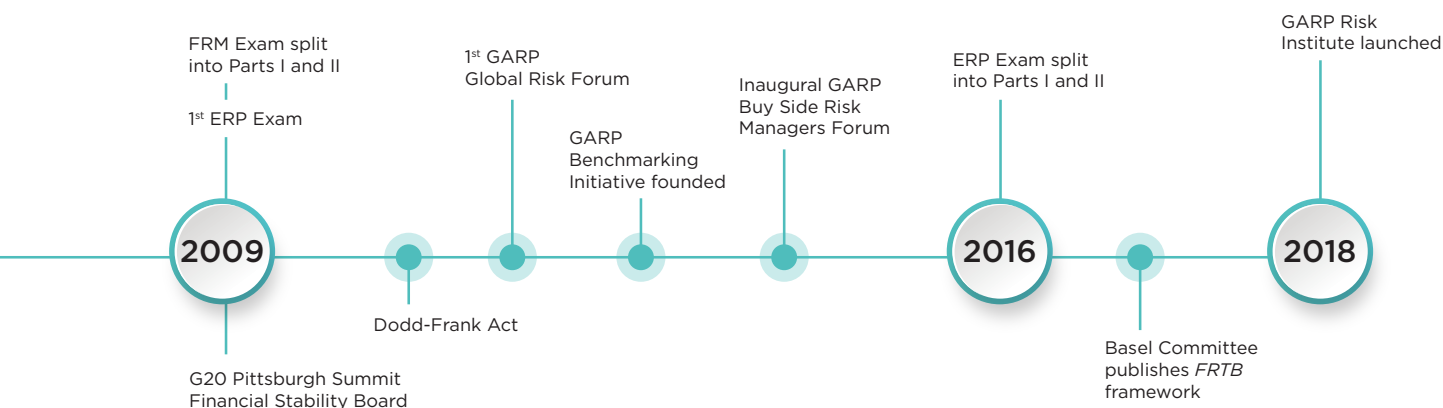 FRM Exam split
into Parts I and II
1st ERP Exam
2009
G20 Pittsburgh Summit
Financial Stability Board
Dodd-Frank Act
1st GARP
Global Risk Forum
GARP
Benchmarking
Initiative founded
Inaugural GARP
Buy Side Risk
Managers Forum
ERP Exam split
into Parts I and II
2016
Basel Committee
publishes FRTB
framework
GARP Risk
Institute launched
2018